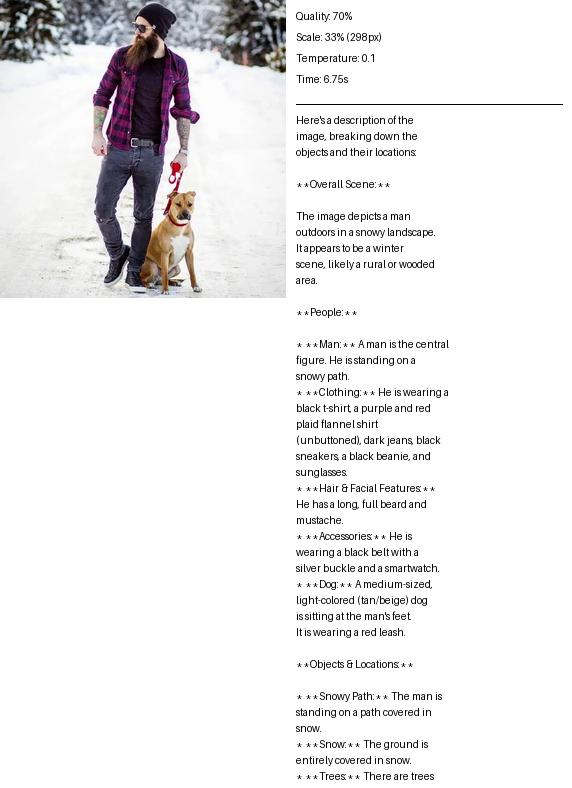 Quality: 70%
Scale: 33% (298px)
Temperature: 0.1
Time: 6.75s
Here's a description of the
image, breaking down the
objects and their locations:
**Overall Scene:**
The image depicts a man
outdoors in a snowy landscape.
It appears to be a winter
scene, likely a rural or wooded
area.
**People:**
* **Man:** A man is the central
figure. He is standing on a
snowy path.
* **Clothing:** He is wearing a
black t-shirt, a purple and red
plaid flannel shirt
(unbuttoned), dark jeans, black
sneakers, a black beanie, and
sunglasses.
* **Hair & Facial Features:**
He has a long, full beard and
mustache.
* **Accessories:** He is
wearing a black belt with a
silver buckle and a smartwatch.
* **Dog:** A medium-sized,
light-colored (tan/beige) dog
is sitting at the man's feet.
It is wearing a red leash.
**Objects & Locations:**
* **Snowy Path:** The man is
standing on a path covered in
snow.
* **Snow:** The ground is
entirely covered in snow.
* **Trees:** There are trees